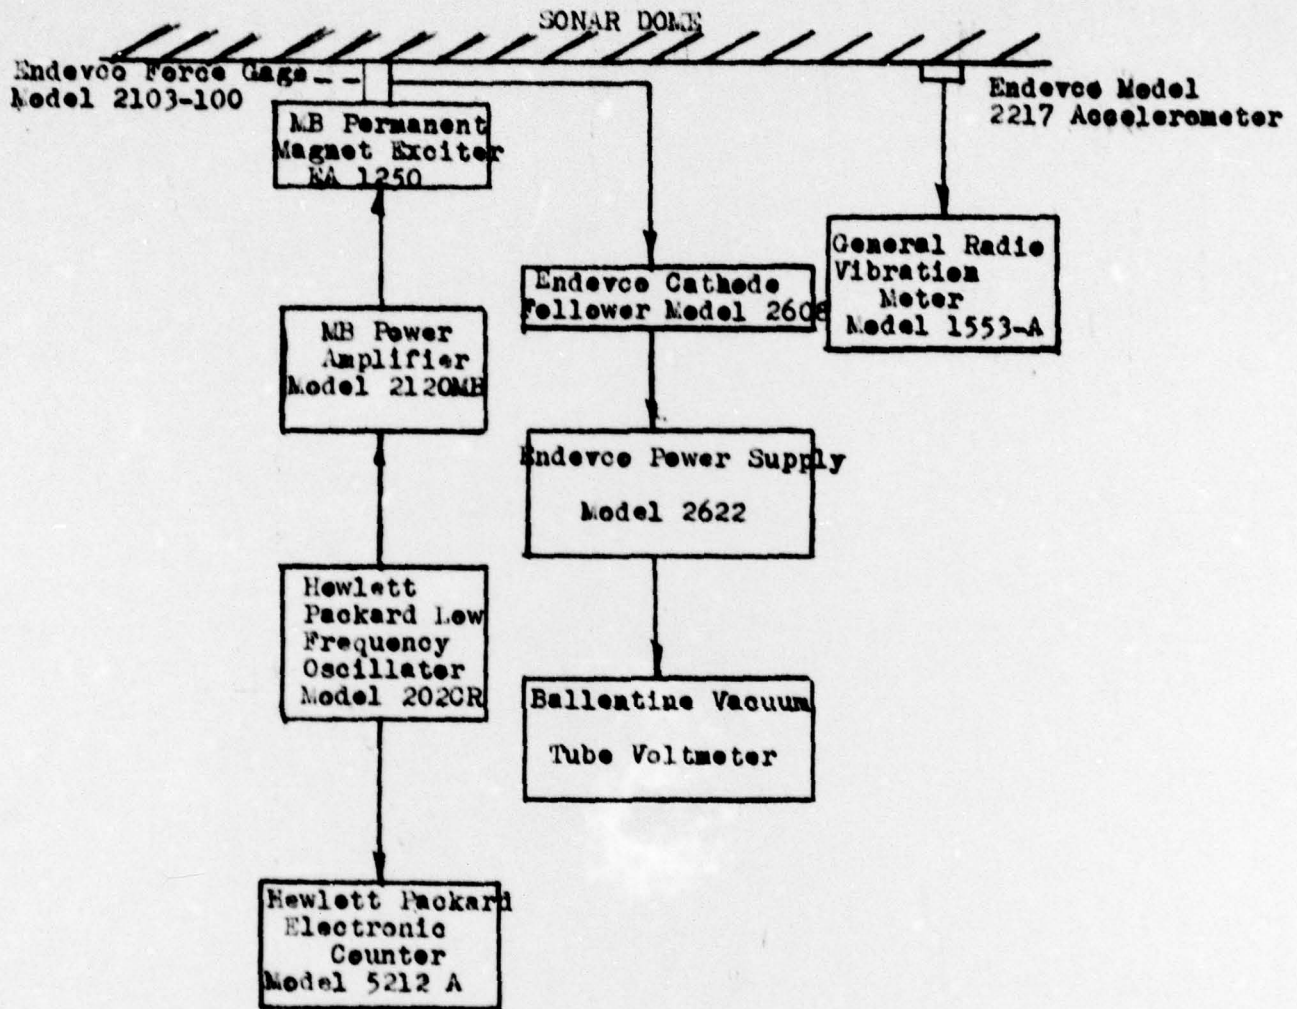 SONAR DOME
Endevco Force Gage
Model 2103-100
Endevco Model
2217 Accelerometer
MB Permanent
Magnet Exciter
EA 1250
General Radio
Vibration
Meter
Model 1553-A
Endevco Cathode
Follower Model 2608
MB Power
Amplifier
Model 2120MB
Endevco Power Supply
Model 2622
Hewlett
Packard Low
Frequency
Oscillator
Model 202CR
Ballentine Vacuum
Tube Voltmeter
Hewlett Packard
Electronic
Counter
Model 5212 A